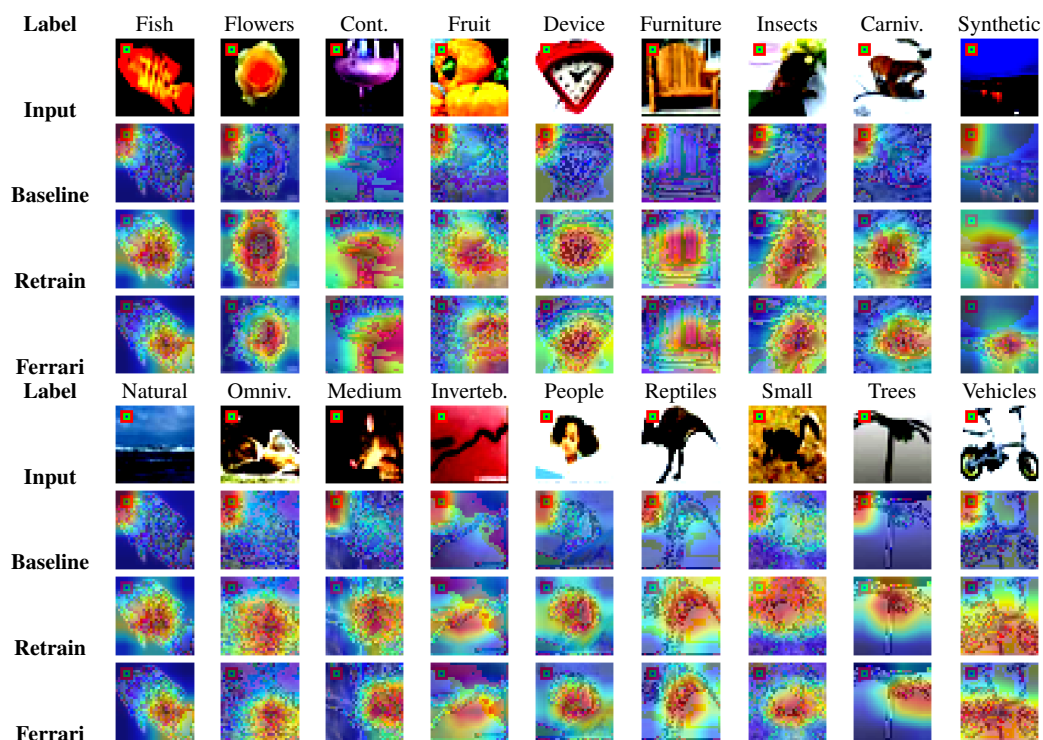 Label Fish Flowers Cont. Fruit Device Furniture Insects Carniv. Synthetic
Input
Baseline
Retrain
Ferrari
Label Natural Omniv. Medium Inverteb. People Reptiles Small Trees Vehicles
Input
Baseline
Retrain
Ferrari